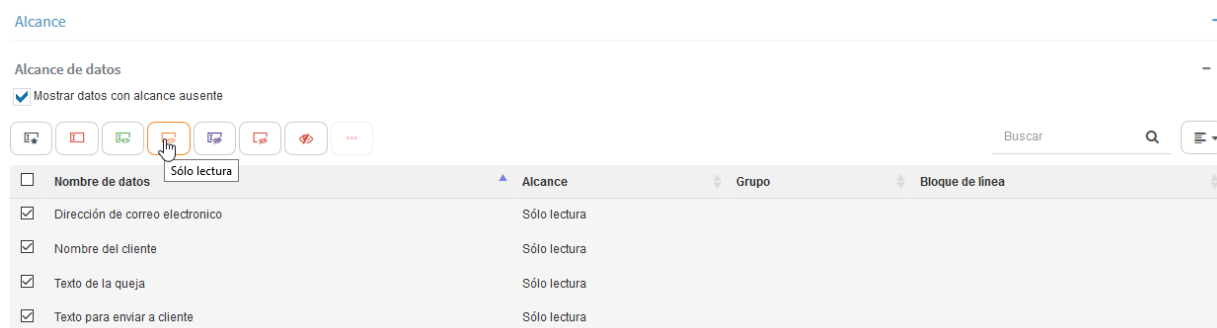 Alcance
Alcance de datos
Mostrar datos con alcance ausente
Buscar
Sólo lectura
Nombre de datos Alcance Grupo Bloque de línea
Dirección de correo electronico Sólo lectura
Nombre del cliente Sólo lectura
Texto de la queja Sólo lectura
Texto para enviar a cliente Sólo lectura